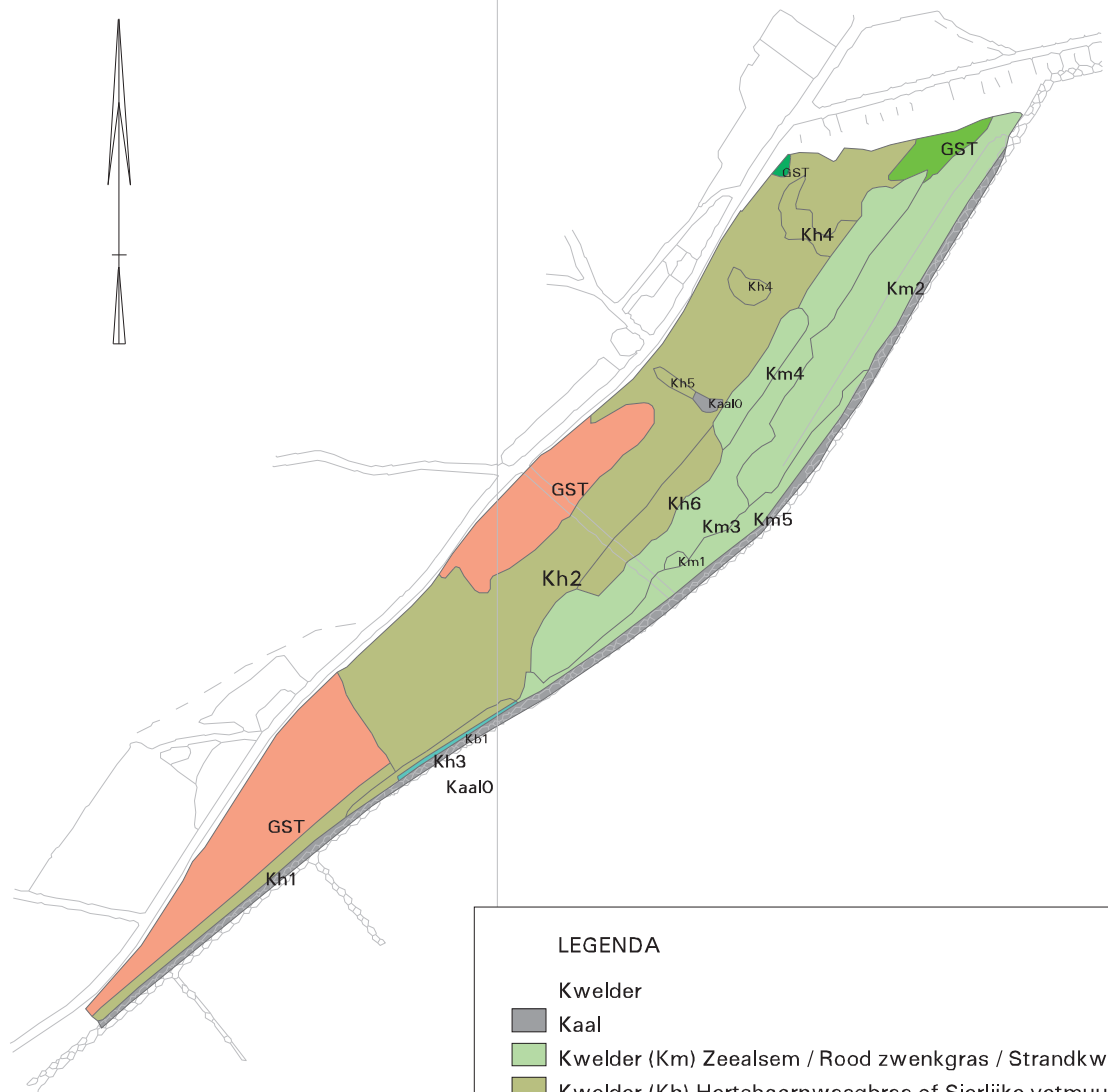 GST
GST
Kh4
Km2
Kh4
Km4
Kh5
Kaal0
GST
Kh6
Km3
Km5
Km1
Kh2
Kb1
Kh3
Kaal0
GST
Kh1
LEGENDA
Kwelder
Kaal
Kwelder (Km) Zeealsem / Rood zwenkgras / Strandkw